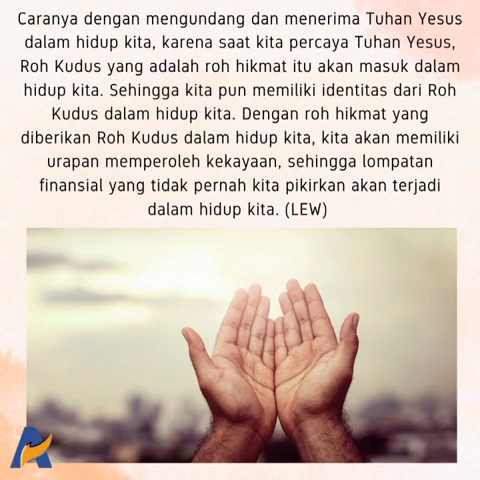 Caranya dengan mengundang dan menerima Tuhan Yesus
dalam hidup kita, karena saat kita percaya Tuhan Yesus,
Roh Kudus yang adalah roh hikmat itu akan masuk dalam
hidup kita. Sehingga kita pun memiliki identitas dari Roh
Kudus dalam hidup kita. Dengan roh hikmat yang
diberikan Roh Kudus dalam hidup kita, kita akan memiliki
urapan memperoleh kekayaan, sehingga lompatan
finansial yang tidak pernah kita pikirkan akan terjadi
dalam hidup kita. (LEW)